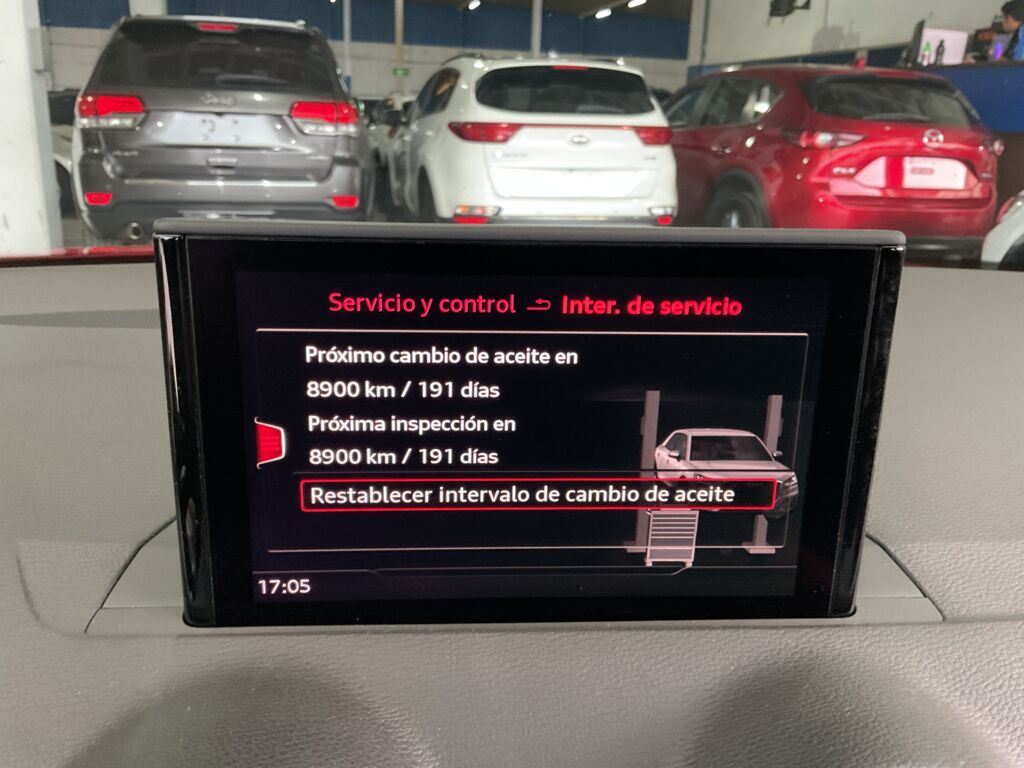 Servicio y control Inter. de servicio
Próximo cambio de aceite en
8900 km / 191 días
Próxima inspección en
8900 km / 191 días
Restablecer intervalo de cambio de aceite
17:05